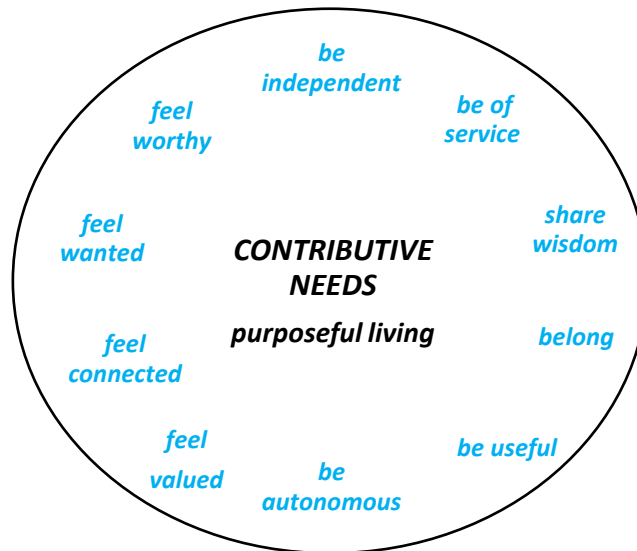 be
independent
feel
worthy
be of
service
feel
wanted
share
wisdom
CONTRIBUTIVE
NEEDS
purposeful living
feel
connected
belong
feel
valued
be
autonomous
be useful